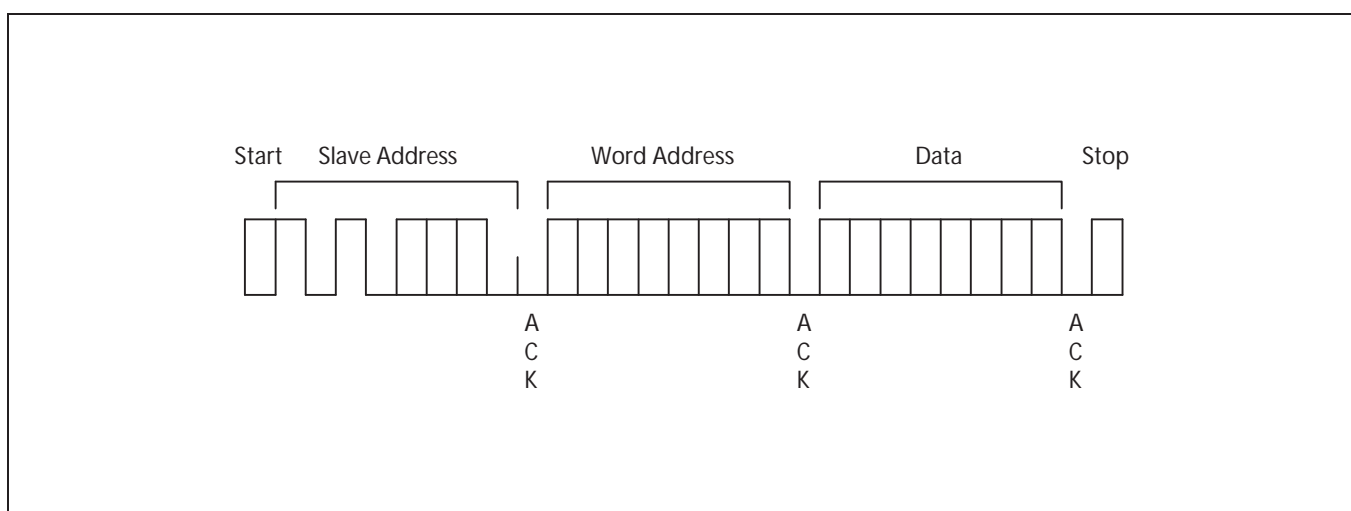 Start Slave Address Word Address Data Stop
A A A
C C C
K K K